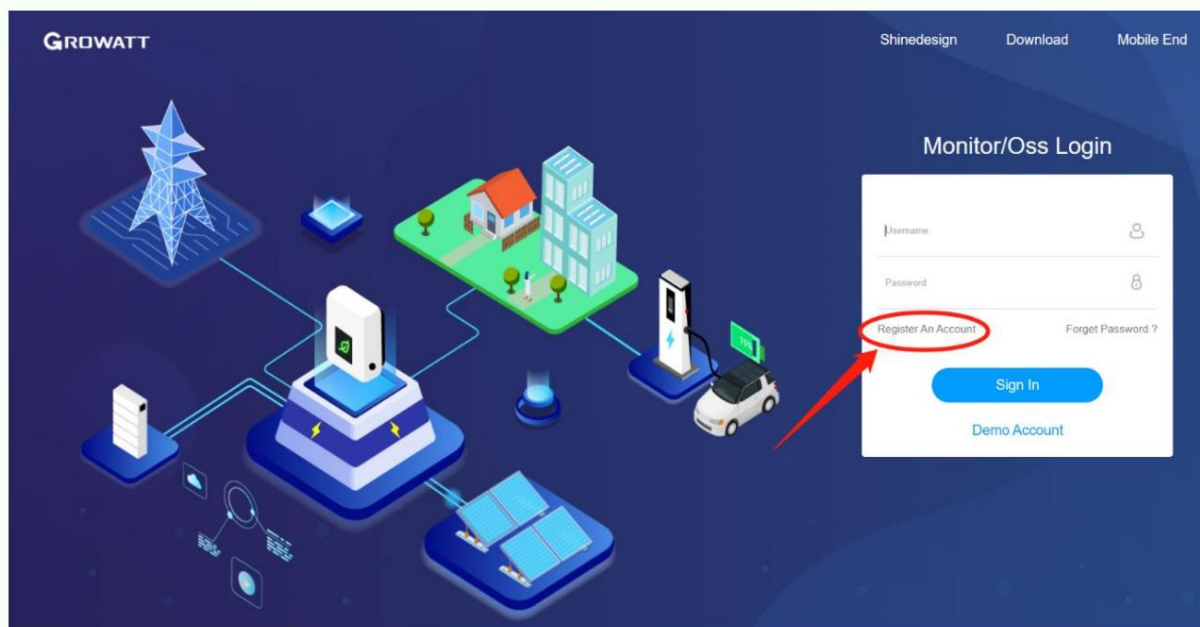 GROWATT
Shinedesign Download Mobile End
Monitor/Oss Login
Username
Password
Register An Account Forget Password ?
Sign In
Demo Account
71%